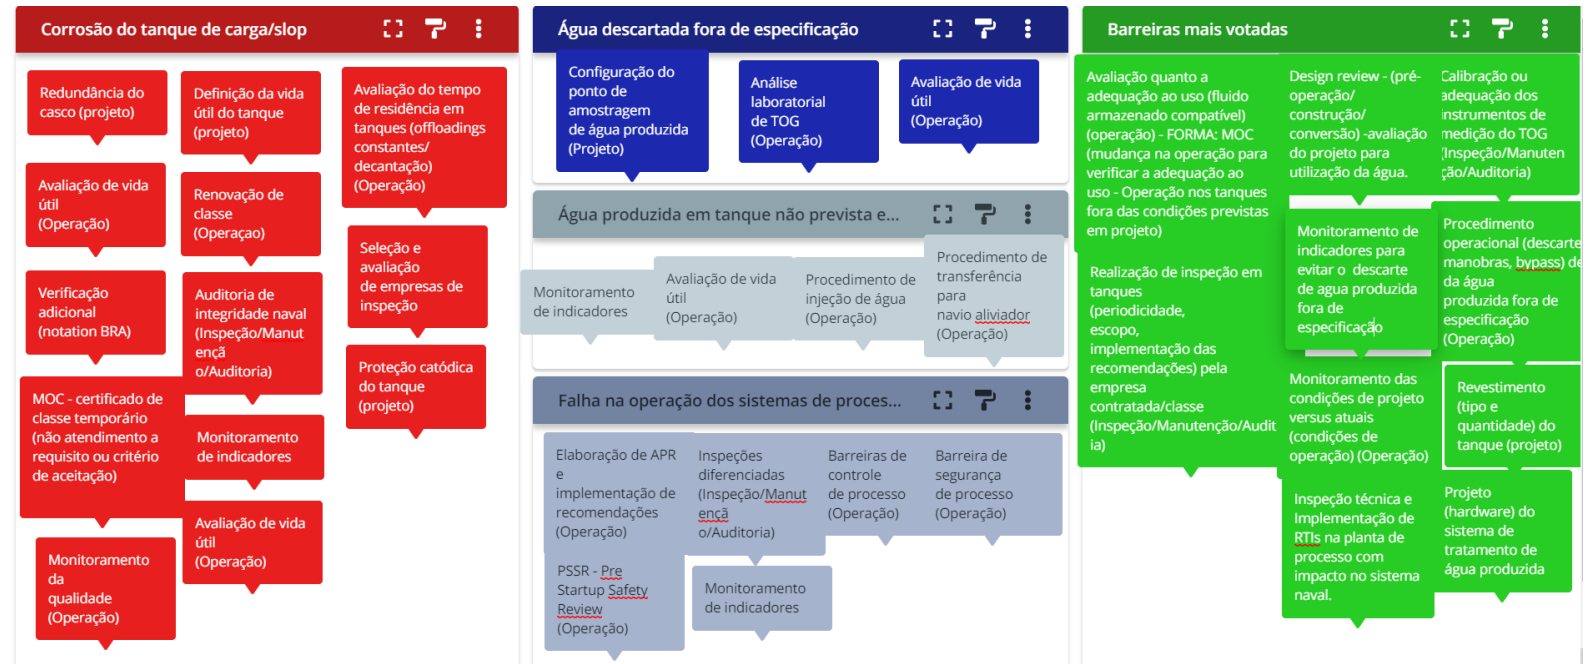 Corrosão do tanque de carga/slop
Redundância do
casco (projeto)
Avaliação de vida
útil
(Operação)
Verificação
adicional
(notation BRA)
MOC - certificado de
classe temporário
(não atendimento a
requisito ou critério
de aceitação)
Monitoramento
da
qualidade
(Operação)
Definição da vida
útil do tanque
(projeto)
Renovação de
classe
(Operaçao)
Auditoria de
integridade naval
(Inspeção/Manut
ençã
o/Auditoria)
Monitoramento
de indicadores
Avaliação de vida
útil
(Operação)
Avaliação do tempo
de residência em
tanques (offloadings
constantes/
decantação)
(Operação)
Seleção e
avaliação
de empresas de
inspeção
Proteção catódica
do tanque
(projeto)
Água descartada fora de especificação
Configuração do
ponto de
amostragem
de água produzida
(Projeto)
Análise
laboratorial
de TOG
(Operação)
Avaliação de vida
útil
(Operação)
Água produzida em tanque não prevista e...
Monitoramento
de indicadores
Avaliação de vida
útil
(Operação)
Procedimento de
injeção de água
(Operação)
Procedimento de
transferência
para
navio aliviador
(Operação)
Falha na operação dos sistemas de proces...
Elaboração de APR
e
implementação de
recomendações
(Operação)
PSSR - Pre
Startup Safety
Review
(Operação)
Inspeções
diferenciadas
(Inspeção/Manut
ençã
o/Auditoria)
Monitoramento
de indicadores
Barreiras de
controle
de processo
(Operação)
Barreira de
segurança
de processo
(Operação)
Barreiras mais votadas
Avaliação quanto a
adequação ao uso (fluido
armazenado compatível)
(operação) - FORMA: MOC
(mudança na operação para
verificar a adequação ao
uso - Operação nos tanques
fora das condições previstas
em projeto)
Realização de inspeção em
tanques
(periodicidade,
escopo,
implementação das
recomendações) pela
empresa
contratada/classe
(Inspeção/Manutenção/Audit
ia)
Design review - (pré-
operação/
construção/
conversão) -avaliação
do projeto para
utilização da água.
Monitoramento de
indicadores para
evitar o descarte
de agua produzida
fora de
especificação
Monitoramento das
condições de projeto
versus atuais
(condições de
operação) (Operação)
Inspeção técnica e
Implementação de
RTIs na planta de
processo com
impacto no sistema
naval.
Calibração ou
adequação dos
instrumentos de
medição do TOG
(Inspeção/Manuten
ção/Auditoria)
Procedimento
operacional (descarte
manobras, bypass) de
da água
produzida fora de
especificação
(Operação)
Revestimento
(tipo e
quantidade) do
tanque (projeto)
Projeto
(hardware) do
sistema de
tratamento de
água produzida